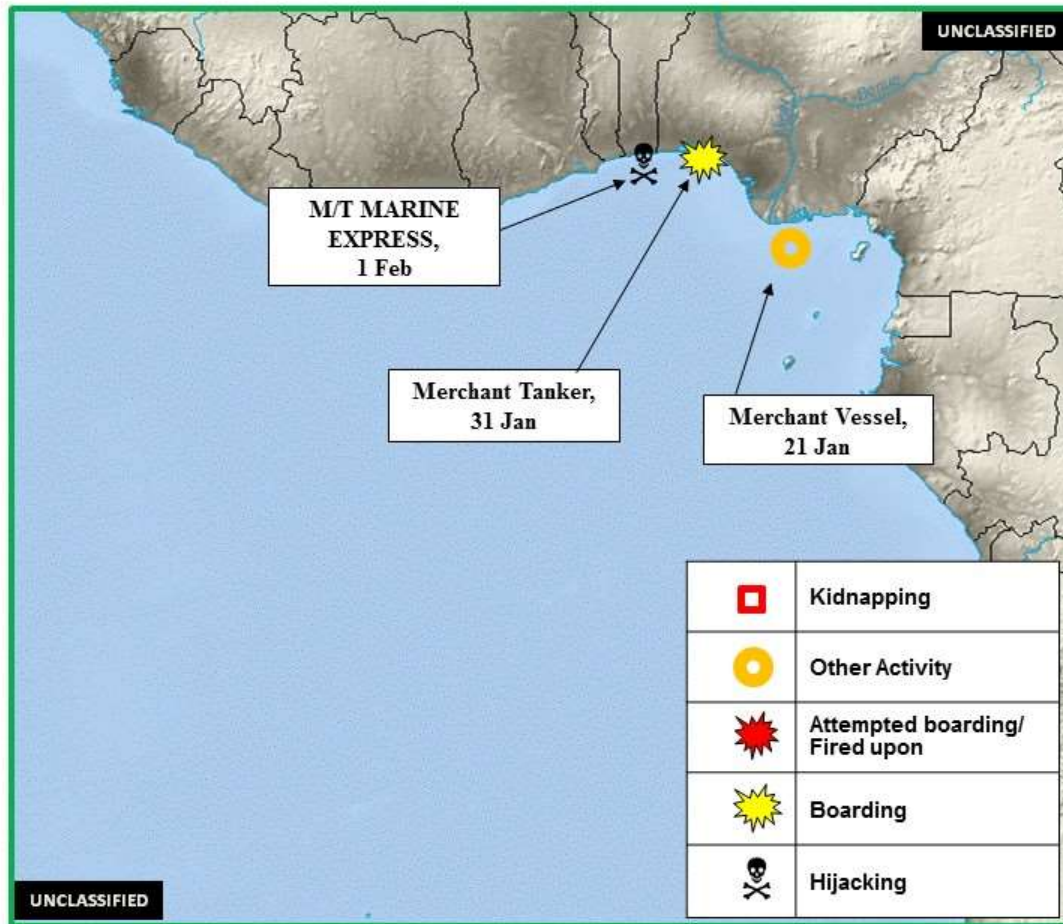 UNCLASSIFIED
M/T MARINE
EXPRESS,
1 Feb
Merchant Tanker,
31 Jan
Merchant Vessel,
21 Jan
Kidnapping
Other Activity
Attempted boarding/
Fired upon
Boarding
Hijacking
UNCLASSIFIED